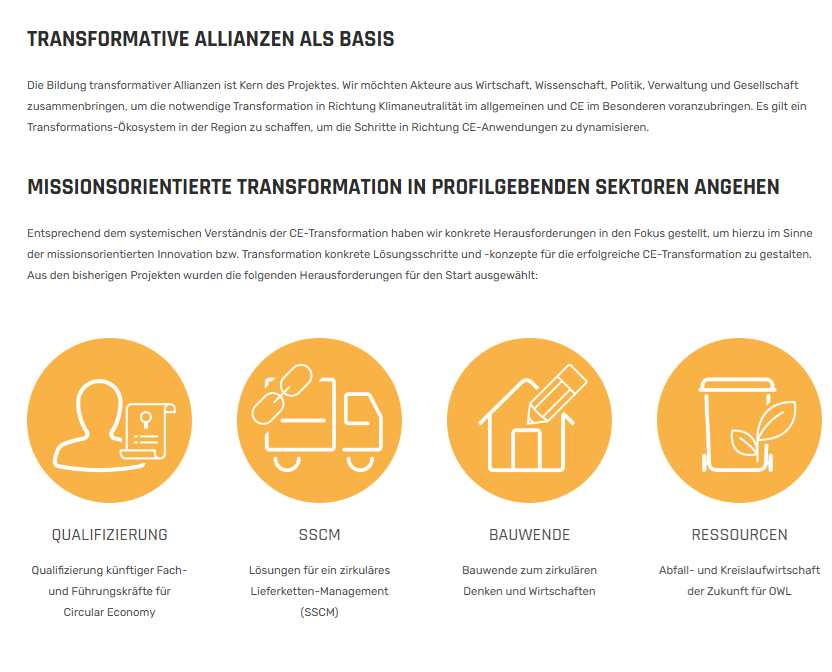 TRANSFORMATIVE ALLIANZEN ALS BASIS
Die Bildung transformativer Allianzen ist Kern des Projektes. Wir möchten Akteure aus Wirtschaft, Wissenschaft, Politik, Verwaltung und Gesellschaft
zusammenbringen, um die notwendige Transformation in Richtung Klimaneutralität im allgemeinen und CE im Besonderen voranzubringen. Es gilt ein
Transformations-Ökosystem in der Region zu schaffen, um die Schritte in Richtung CE-Anwendungen zu dynamisieren.
MISSIONSORIENTIERTE TRANSFORMATION IN PROFILGEBENDEN SEKTOREN ANGEHEN
Entsprechend dem systemischen Verständnis der CE-Transformation haben wir konkrete Herausforderungen in den Fokus gestellt, um hierzu im Sinne
der missionsorientierten Innovation bzw. Transformation konkrete Lösungsschritte und -konzepte für die erfolgreiche CE-Transformation zu gestalten.
Aus den bisherigen Projekten wurden die folgenden Herausforderungen für den Start ausgewählt:
QUALIFIZIERUNG
Qualifizierung künftiger Fach-
und Führungskräfte für
Circular Economy
SSCM
Lösungen für ein zirkuläres
Lieferketten-Management
(SSCM)
BAUWENDE
Bauwende zum zirkulären
Denken und Wirtschaften
RESSOURCEN
Abfall- und Kreislaufwirtschaft
der Zukunft für OWL